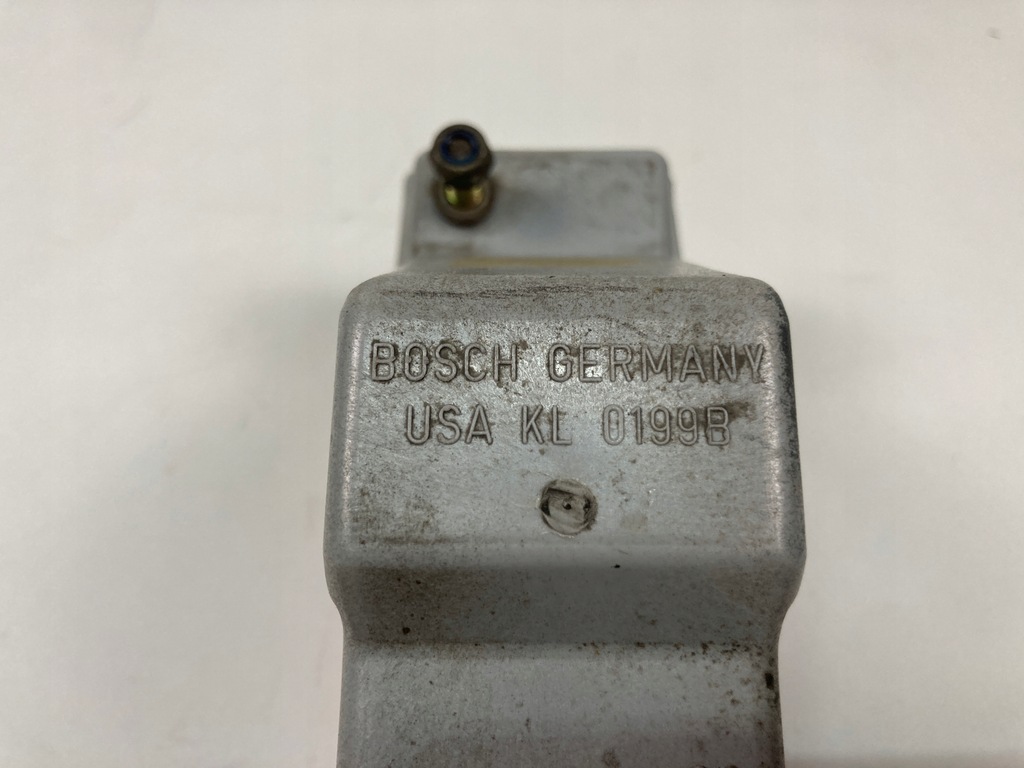 BOSCH GERMANY
USA KL 0199B